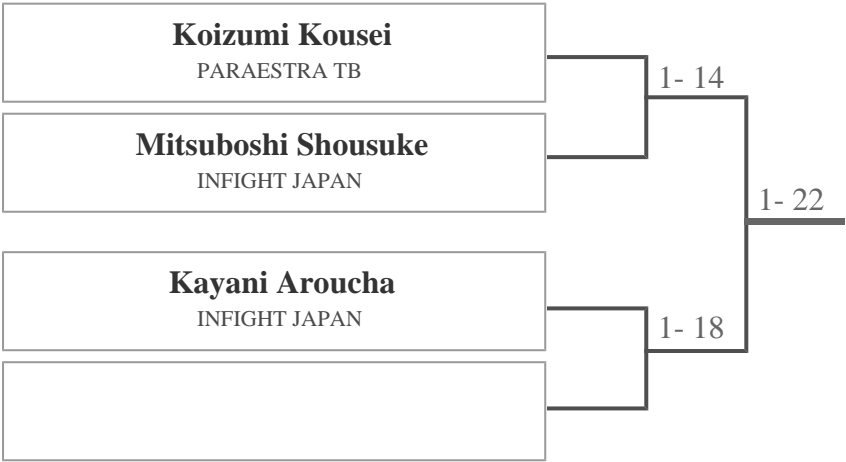 Koizumi Kousei
PARAESTRA TB
1- 14
Mitsuboshi Shousuke
INFIGHT JAPAN
1- 22
Kayani Aroucha
INFIGHT JAPAN
1- 18